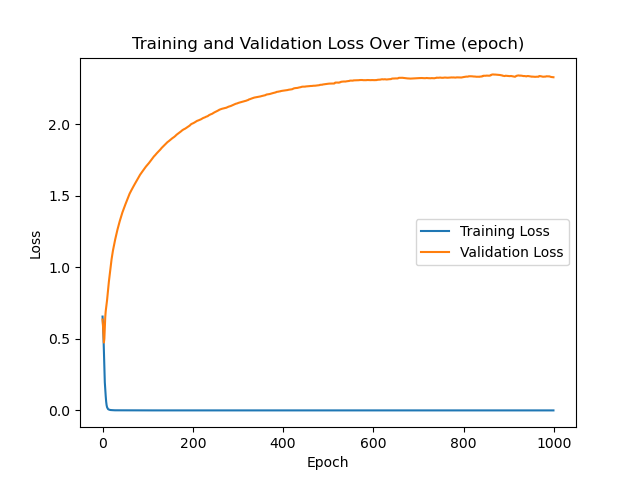 Training and Validation Loss Over Time (epoch)
2.0
1.5
1.0
0.5
0.0
Loss
Training Loss
Validation Loss
0 200 400 600 800 1000
Epoch